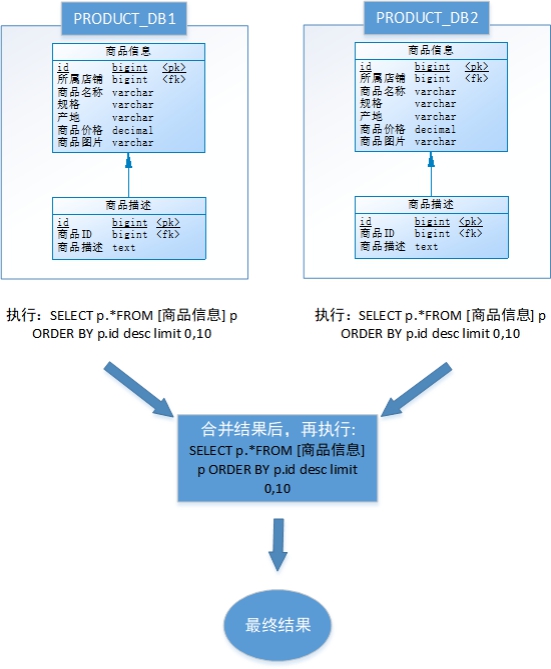 PRODUCT_DB1
商品信息
id bigint <pk>
所属店铺 bigint <fk>
商品名称 varchar
规格 varchar
产地 varchar
商品价格 decimal
商品图片 varchar
商品描述
id bigint <pk>
商品ID bigint <fk>
商品描述 text
PRODUCT_DB2
商品信息
id bigint <pk>
所属店铺 bigint <fk>
商品名称 varchar
规格 varchar
产地 varchar
商品价格 decimal
商品图片 varchar
商品描述
id bigint <pk>
商品ID bigint <fk>
商品描述 text
执行：SELECT p.*FROM [商品信息] p
ORDER BY p.id desc limit 0,10
执行：SELECT p.*FROM [商品信息] p
ORDER BY p.id desc limit 0,10
合并结果后，再执行:
SELECT p.*FROM [商品信息]
p ORDER BY p.id desc limit
0,10
最终结果